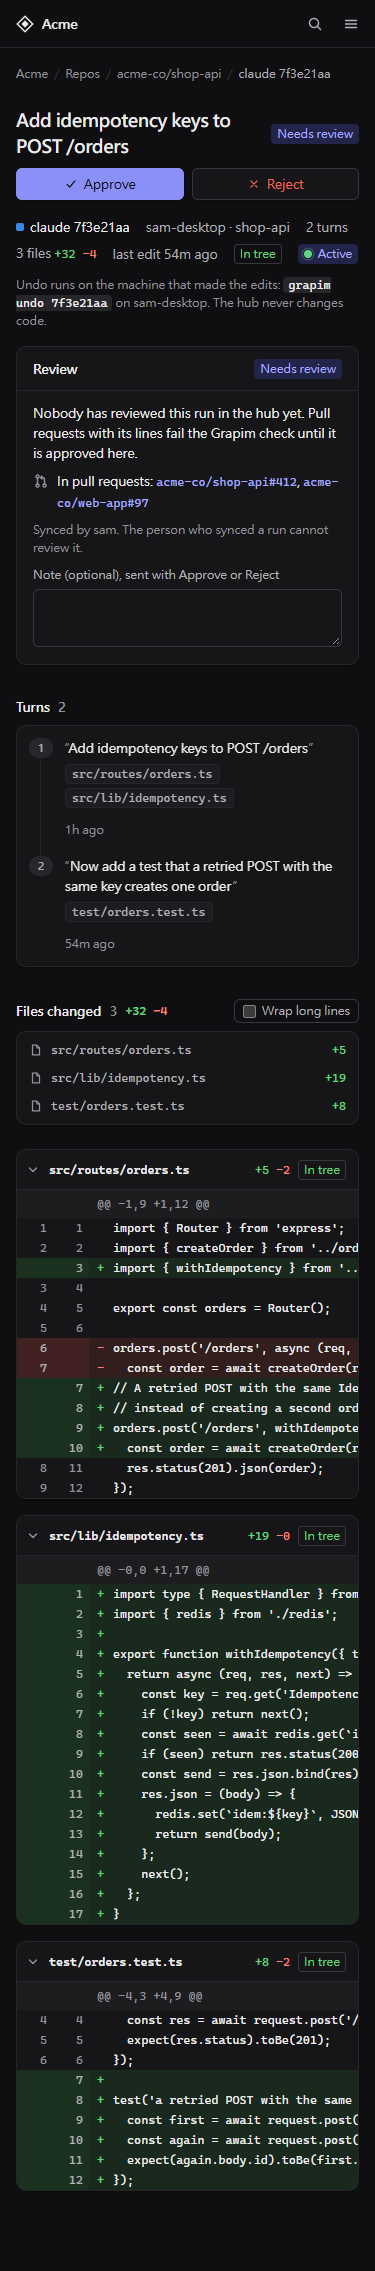 Acme
Acme / Repos / acme-co/shop-api / claude 7f3e21aa
Add idempotency keys to
POST /orders
Needs review
Approve
Reject
claude 7f3e21aa sam-desktop · shop-api 2 turns
3 files +32 −4 last edit 54m ago In tree Active
Undo runs on the machine that made the edits: grapim
undo 7f3e21aa on sam-desktop. The hub never changes
code.
Review
Needs review
Nobody has reviewed this run in the hub yet. Pull
requests with its lines fail the Grapim check until it
is approved here.
In pull requests: acme-co/shop-api#412, acme-
co/web-app#97
Synced by sam. The person who synced a run cannot
review it.
Note (optional), sent with Approve or Reject
Turns 2
1 “Add idempotency keys to POST /orders”
src/routes/orders.ts
src/lib/idempotency.ts
1h ago
2 “Now add a test that a retried POST with the
same key creates one order”
test/orders.test.ts
54m ago
Files changed 3 +32 −4
Wrap long lines
src/routes/orders.ts +5
src/lib/idempotency.ts +19
test/orders.test.ts +8
src/routes/orders.ts +5 −2 In tree
@@ −1,9 +1,12 @@
1 1 import { Router } from 'express';
2 2 import { createOrder } from '../ord
3 + import { withIdempotency } from '..
3 4
4 5 export const orders = Router();
5 6
6 − orders.post('/orders', async (req,
7 − const order = await createOrder(r
7 + // A retried POST with the same Ide
8 + // instead of creating a second ord
9 + orders.post('/orders', withIdempote
10 + const order = await createOrder(r
8 11 res.status(201).json(order);
9 12 });
src/lib/idempotency.ts +19 −0 In tree
@@ −0,0 +1,17 @@
1 + import type { RequestHandler } from
2 + import { redis } from './redis';
3 +
4 + export function withIdempotency({ t
5 + return async (req, res, next) =>
6 + const key = req.get('Idempotenc
7 + if (!key) return next();
8 + const seen = await redis.get(`i
9 + if (seen) return res.status(200
10 + const send = res.json.bind(res)
11 + res.json = (body) => {
12 + redis.set(`idem:${key}`, JSON
13 + return send(body);
14 + };
15 + next();
16 + };
17 + }
test/orders.test.ts +8 −2 In tree
@@ −4,3 +4,9 @@
4 4 const res = await request.post('/
5 5 expect(res.status).toBe(201);
6 6 });
7 +
8 + test('a retried POST with the same
9 + const first = await request.post(
10 + const again = await request.post(
11 + expect(again.body.id).toBe(first.
12 + });